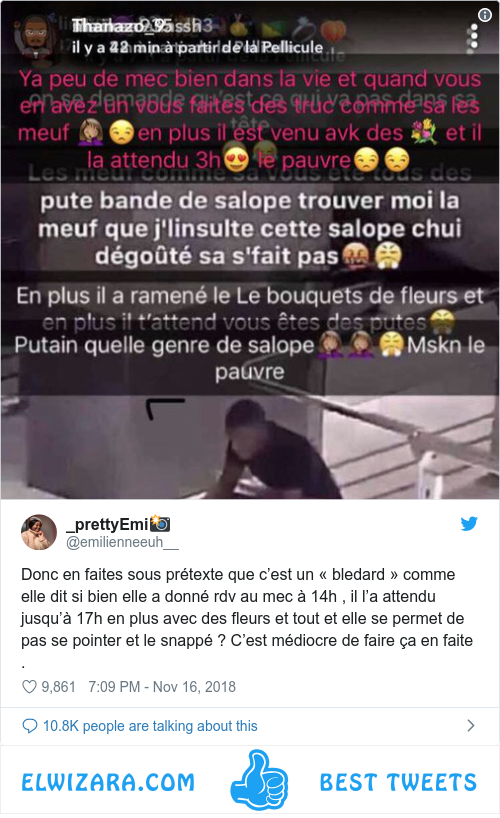 il y a 42 min à partir de la Pellicule
Ya peu de mec bien dans la vie et quand vous
en avez un vous faites des truc comme sa les
meuf 🤦🏽‍♀️😒en plus il est venu avk des 💐 et il
la attendu 3h😍 le pauvre😒😒
Les meuf comme sa vous ete tous des
pute bande de salope trouver moi la
meuf que j'linsulte cette salope chui
dégoûté sa s'fait pas🤬😤
En plus il a ramené le Le bouquets de fleurs et
en plus il t'attend vous êtes des putes😤
Putain quelle genre de salope🤦🏽‍♀️🤦🏽‍♀️😤Mskn le
pauvre
_prettyEmi📸
@emilienneeuh__
Donc en faites sous prétexte que c'est un « bledard » comme
elle dit si bien elle a donné rdv au mec à 14h , il l'a attendu
jusqu'à 17h en plus avec des fleurs et tout et elle se permet de
pas se pointer et le snappé ? C'est médiocre de faire ça en faite
.
9,861 7:09 PM - Nov 16, 2018
10.8K people are talking about this
ELWIZARA.COM BEST TWEETS